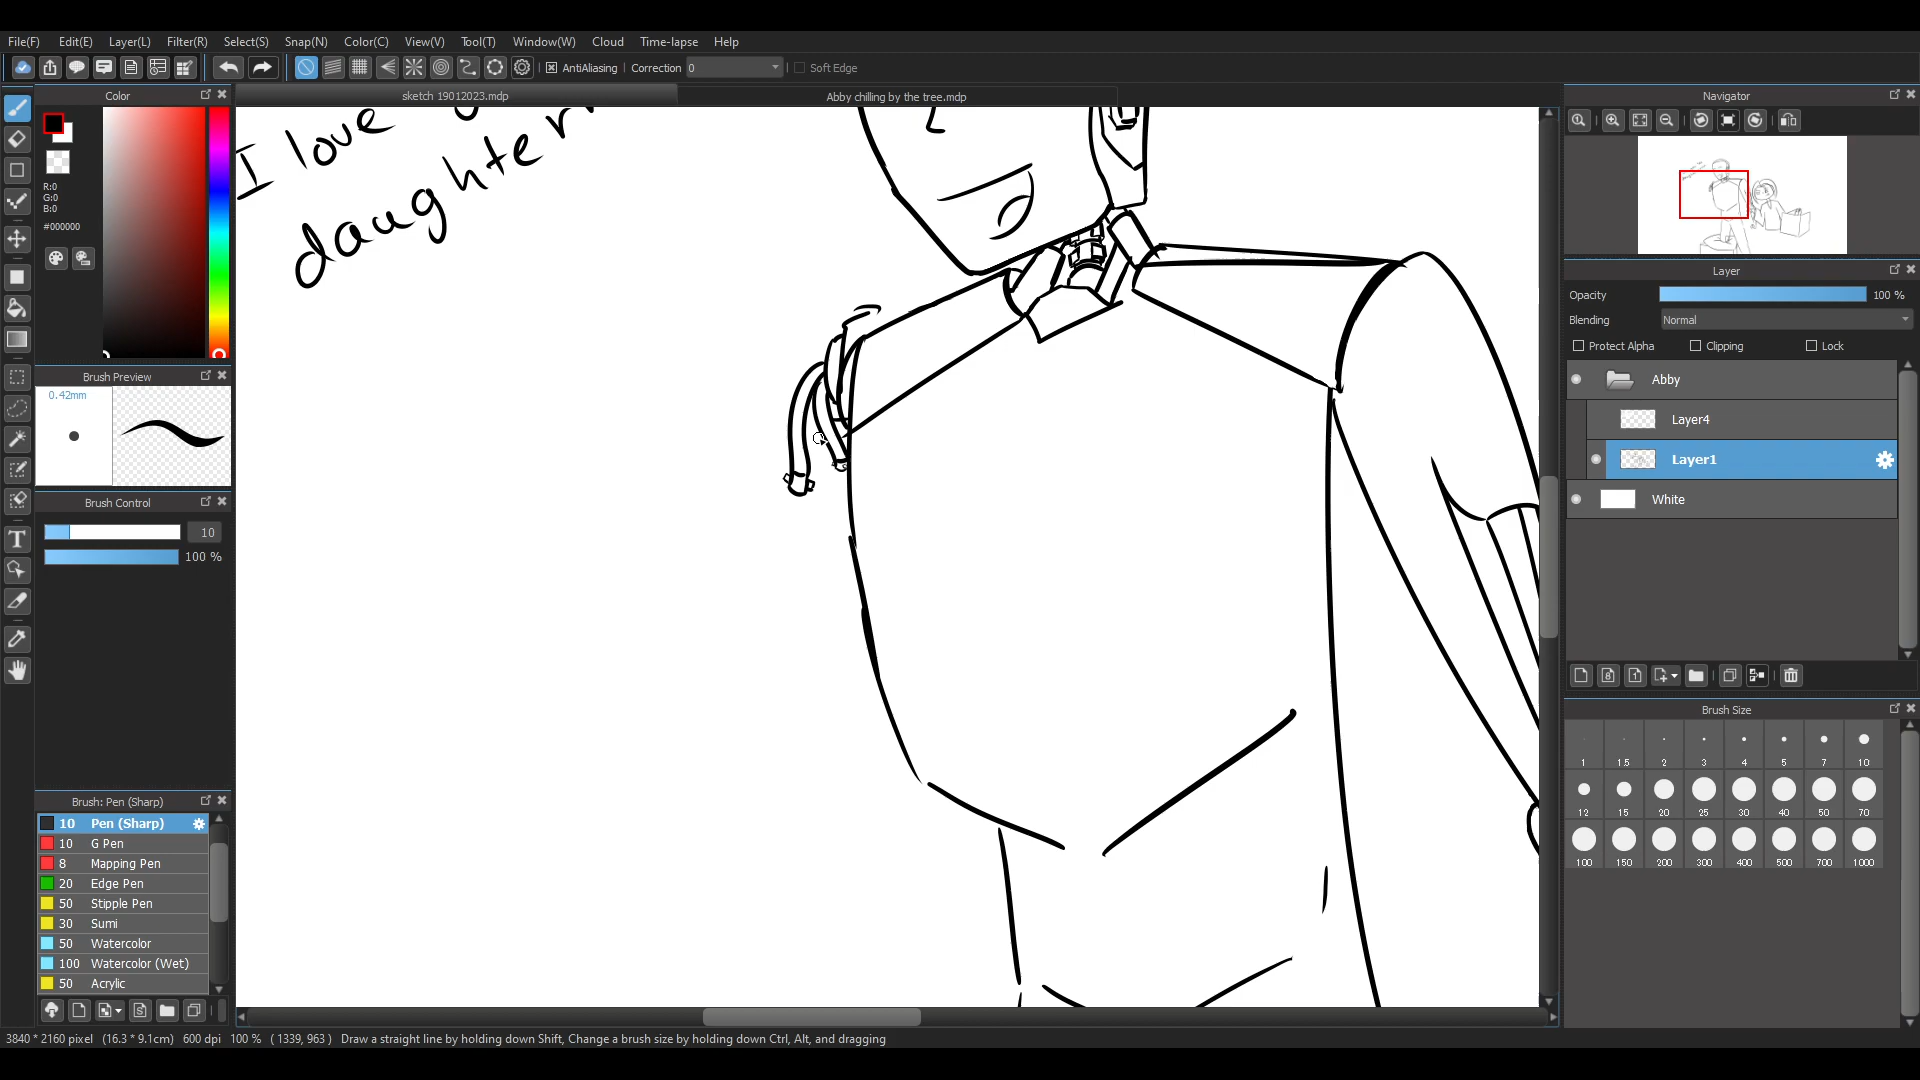 File(F) Edit(E) Layer(L) Filter(R) Select(S) Snap(N) Color(C) View(V) Tool(T) Window(W) Cloud Time-lapse Help
AntiAliasing Correction 0 Soft Edge
Color
sketch 19012023.mdp
Abby chilling by the tree.mdp
Navigator
R:0
G:0
B:0
#000000
Brush Preview
0.42mm
Brush Control
10
100 %
Brush: Pen (Sharp)
10 Pen (Sharp)
10 G Pen
8 Mapping Pen
20 Edge Pen
50 Stipple Pen
30 Sumi
50 Watercolor
100 Watercolor (Wet)
50 Acrylic
I love
daughter
Layer
Opacity 100 %
Blending Normal
Protect Alpha Clipping Lock
Abby
Layer4
Layer1
White
Brush Size
1 1.5 2 3 4 5 7 10
12 15 20 25 30 40 50 70
100 150 200 300 400 500 700 1000
3840 * 2160 pixel (16.3 * 9.1cm) 600 dpi 100 % ( 1339, 963 ) Draw a straight line by holding down Shift, Change a brush size by holding down Ctrl, Alt, and dragging